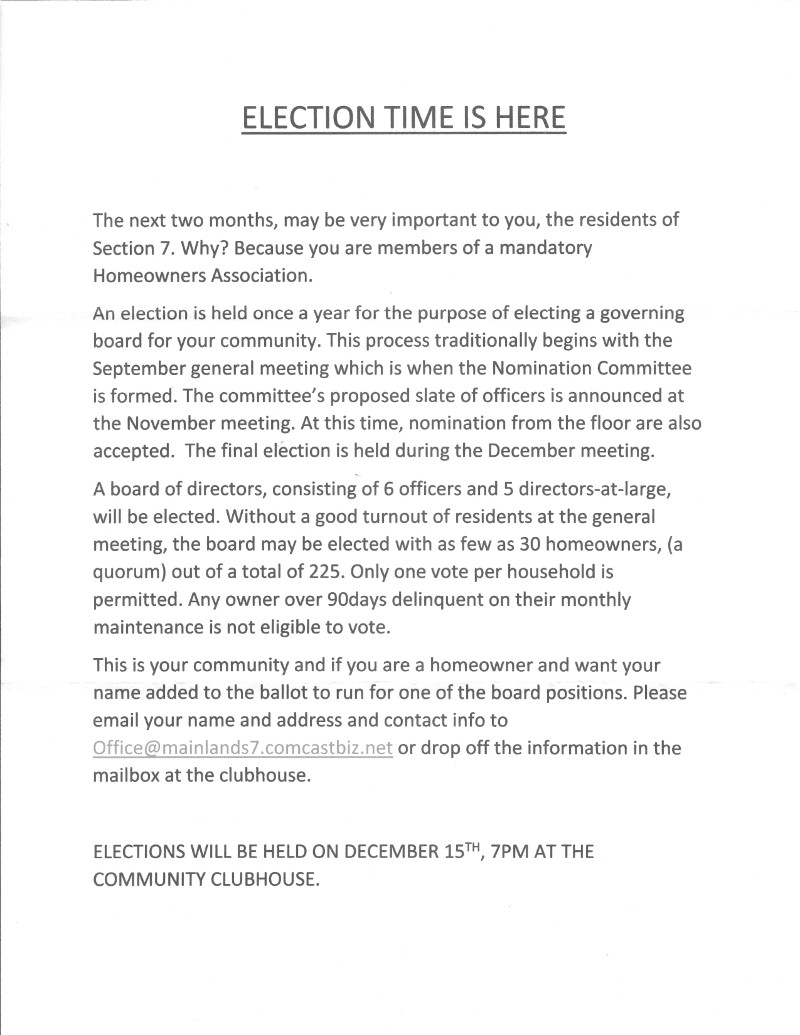 ELECTION TIME IS HERE
The next two months, may be very important to you, the residents of
Section 7. Why? Because you are members of a mandatory
Homeowners Association.
An election is held once a year for the purpose of electing a governing
board for your community. This process traditionally begins with the
September general meeting which is when the Nomination Committee
is formed. The committee’s proposed slate of officers is announced at
the November meeting. At this time, nomination from the floor are also
accepted.  The final election is held during the December meeting.
A board of directors, consisting of 6 officers and 5 directors-at-large,
will be elected. Without a good turnout of residents at the general
meeting, the board may be elected with as few as 30 homeowners, (a
quorum) out of a total of 225. Only one vote per household is
permitted. Any owner over 90days delinquent on their monthly
maintenance is not eligible to vote.
This is your community and if you are a homeowner and want your
name added to the ballot to run for one of the board positions. Please
email your name and address and contact info to
Office@mainlands7.comcastbiz.net or drop off the information in the
mailbox at the clubhouse.
ELECTIONS WILL BE HELD ON DECEMBER 15TH, 7PM AT THE
COMMUNITY CLUBHOUSE.